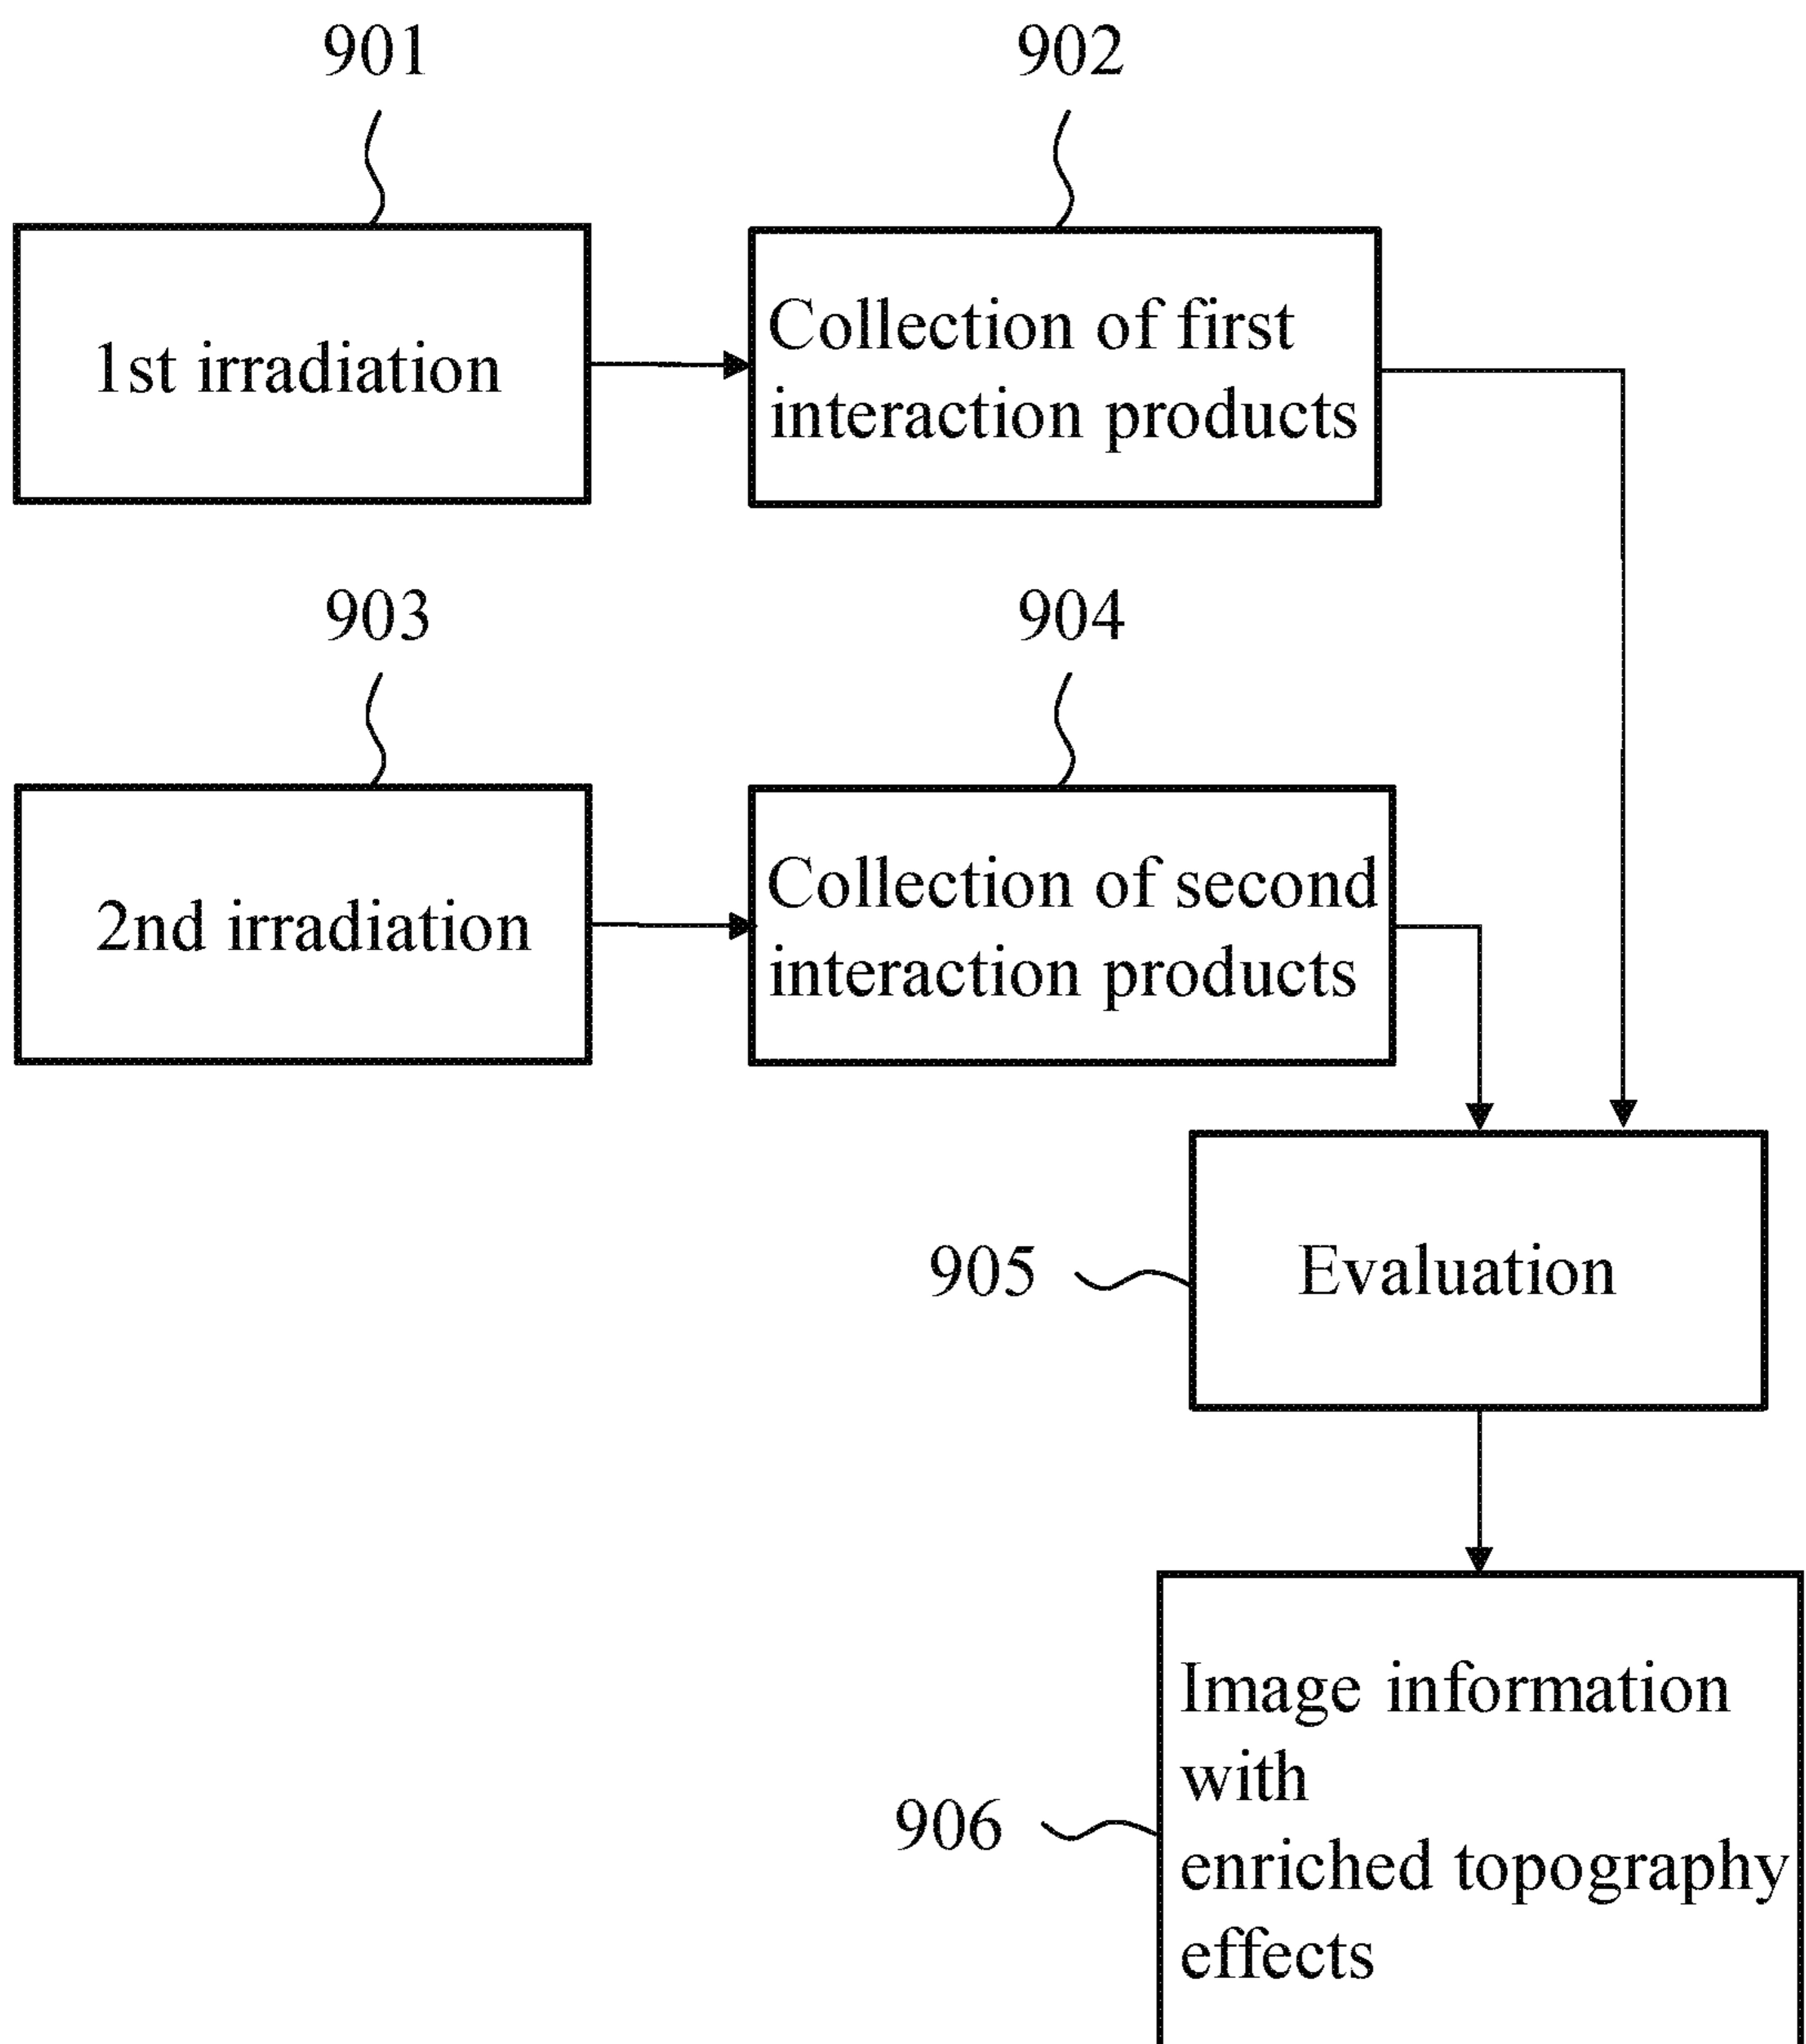 901
902
1st irradiation
Collection of first
interaction products
903
904
2nd irradiation
Collection of second
interaction products
905
Evaluation
906
Image information
with
enriched topography
effects